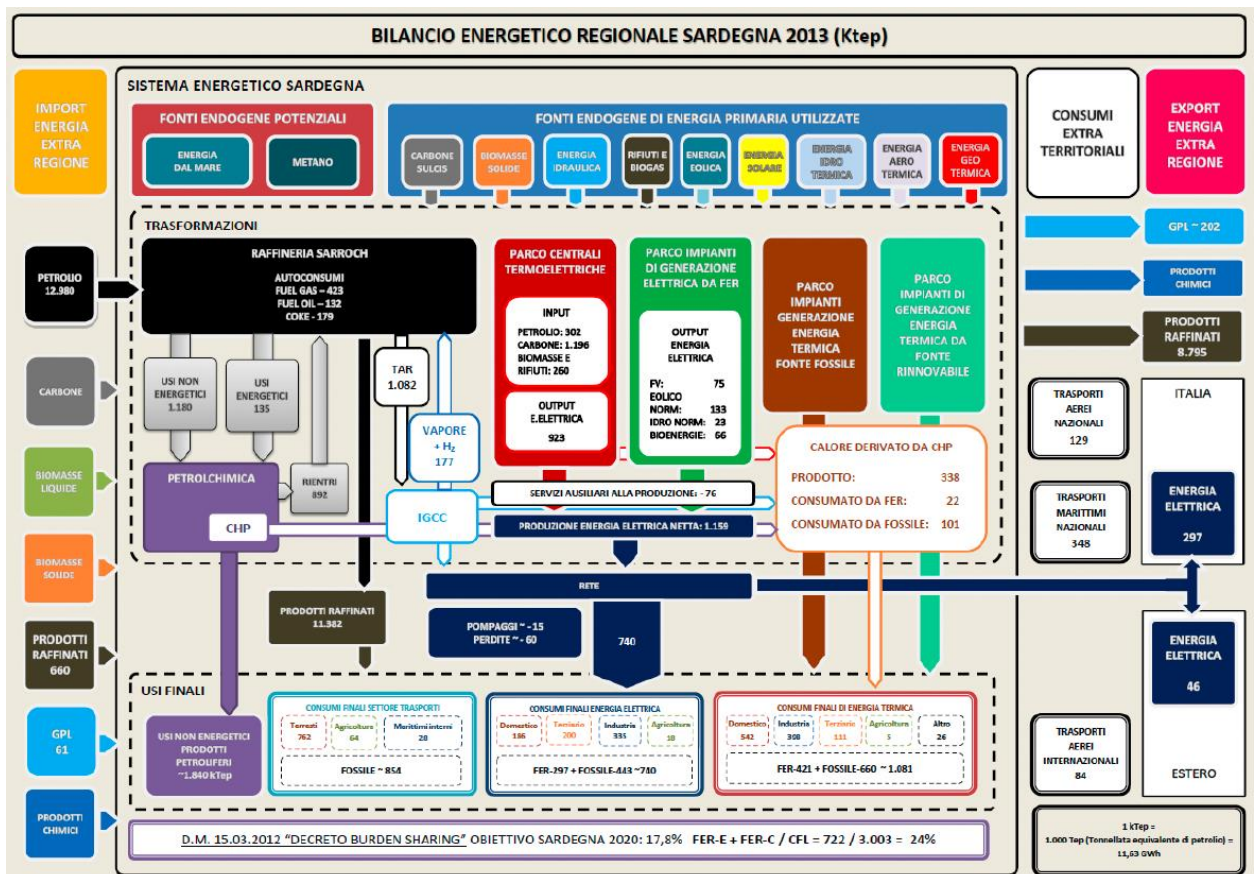 BILANCIO ENERGETICO REGIONALE SARDEGNA 2013 (Ktep)
IMPORT
ENERGIA
EXTRA
REGIONE
PETROLIO
12.980
CARBONE
BIOMASSE
LIQUIDE
BIOMASSE
SOLIDE
PRODOTTI
RAFFINATI
660
GPL
61
PRODOTTI
CHIMICI
SISTEMA ENERGETICO SARDEGNA
FONTI ENDOGENE POTENZIALI
ENERGIA
DAL MARE
METANO
FONTI ENDOGENE DI ENERGIA PRIMARIA UTILIZZATE
CARBONE
SULCIS
BIOMASSE
SOLIDE
ENERGIA
IDRAULICA
RIFIUTI E
BIOGAS
ENERGIA
EOLICA
ENERGIA
SOLARE
ENERGIA
IDRO
TERMICA
ENERGIA
AERO
TERMICA
ENERGIA
GEO
TERMICA
TRASFORMAZIONI
RAFFINERIA SARROCH
AUTOCONSUMI
FUEL GAS – 423
FUEL OIL – 132
COKE - 179
USI NON
ENERGETICI
1.180
USI
ENERGETICI
135
RIENTRI
892
TAR
1.082
VAPORE
+ H₂
177
PETROLCHIMICA
CHP
IGCC
PARCO CENTRALI
TERMOELETTRICHE
INPUT
PETROLIO: 302
CARBONE: 1.196
BIOMASSE E
RIFIUTI: 260
OUTPUT
E.ELETTRICA
923
PARCO IMPIANTI
DI GENERAZIONE
ELETTRICA DA FER
OUTPUT
ENERGIA
ELETTRICA
FV: 75
EOLICO
NORM: 133
IDRO NORM: 23
BIOENERGIE: 66
PARCO
IMPIANTI
GENERAZIONE
ENERGIA
TERMICA
FONTE FOSSILE
PARCO
IMPIANTI DI
GENERAZIONE
ENERGIA
TERMICA DA
FONTE
RINNOVABILE
CALORE DERIVATO DA CHP
PRODOTTO: 338
CONSUMATO DA FER: 22
CONSUMATO DA FOSSILE: 101
SERVIZI AUSILIARI ALLA PRODUZIONE: - 76
PRODUZIONE ENERGIA ELETTRICA NETTA: 1.159
RETE
PRODOTTI RAFFINATI
11.382
POMPAGGI ~ -15
PERDITE ~ - 60
740
USI FINALI
USI NON ENERGETICI
PRODOTTI
PETROLIFERI
~1.840 kTep
CONSUMI FINALI SETTORE TRASPORTI
Terresti
762
Agricoltura
64
Marittimi interni
28
FOSSILE ~ 854
CONSUMI FINALI ENERGIA ELETTRICA
Domestico
186
Terziario
200
Industria
335
Agricoltura
18
FER-297 + FOSSILE-443 ~740
CONSUMI FINALI DI ENERGIA TERMICA
Domestico
542
Industria
308
Terziario
111
Agricoltura
5
Altro
26
FER-421 + FOSSILE-660 ~ 1.081
D.M. 15.03.2012 "DECRETO BURDEN SHARING" OBIETTIVO SARDEGNA 2020: 17,8% FER-E + FER-C / CFL = 722 / 3.003 = 24%
CONSUMI
EXTRA
TERRITORIALI
TRASPORTI
AEREI
NAZIONALI
129
TRASPORTI
MARITTIMI
NAZIONALI
348
TRASPORTI
AEREI
INTERNAZIONALI
84
EXPORT
ENERGIA
EXTRA
REGIONE
GPL ~ 202
PRODOTTI
CHIMICI
PRODOTTI
RAFFINATI
8.795
ITALIA
ENERGIA
ELETTRICA
297
ENERGIA
ELETTRICA
46
ESTERO
1 kTep =
1.000 Tep (Tonnellata equivalente di petrolio) =
11,63 GWh